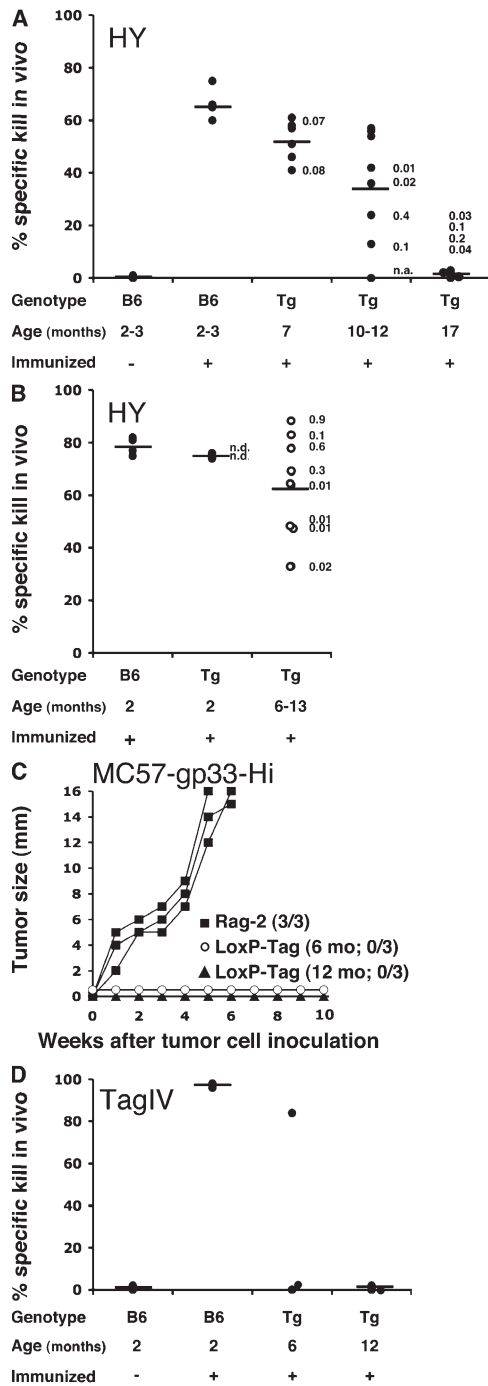 A
HY
% specific kill in vivo
100
80
60
40
20
0
0.07
0.08
0.01
0.02
0.4
0.1
n.a.
0.03
0.1
0.2
0.04
Genotype B6 B6 Tg Tg Tg
Age (months) 2-3 2-3 7 10-12 17
Immunized - + + + +
B
HY
% specific kill in vivo
100
80
60
40
20
0
n.d.
n.d.
0.9
0.1
0.6
0.3
0.01
0.01
0.01
0.02
Genotype B6 Tg Tg
Age (months) 2 2 6-13
Immunized + + +
C
MC57-gp33-Hi
Tumor size (mm)
16
14
12
10
8
6
4
2
0
Rag-2 (3/3)
LoxP-Tag (6 mo; 0/3)
LoxP-Tag (12 mo; 0/3)
0 2 4 6 8 10
Weeks after tumor cell inoculation
D
TagIV
% specific kill in vivo
100
80
60
40
20
0
Genotype B6 B6 Tg Tg
Age (months) 2 2 6 12
Immunized - + + +